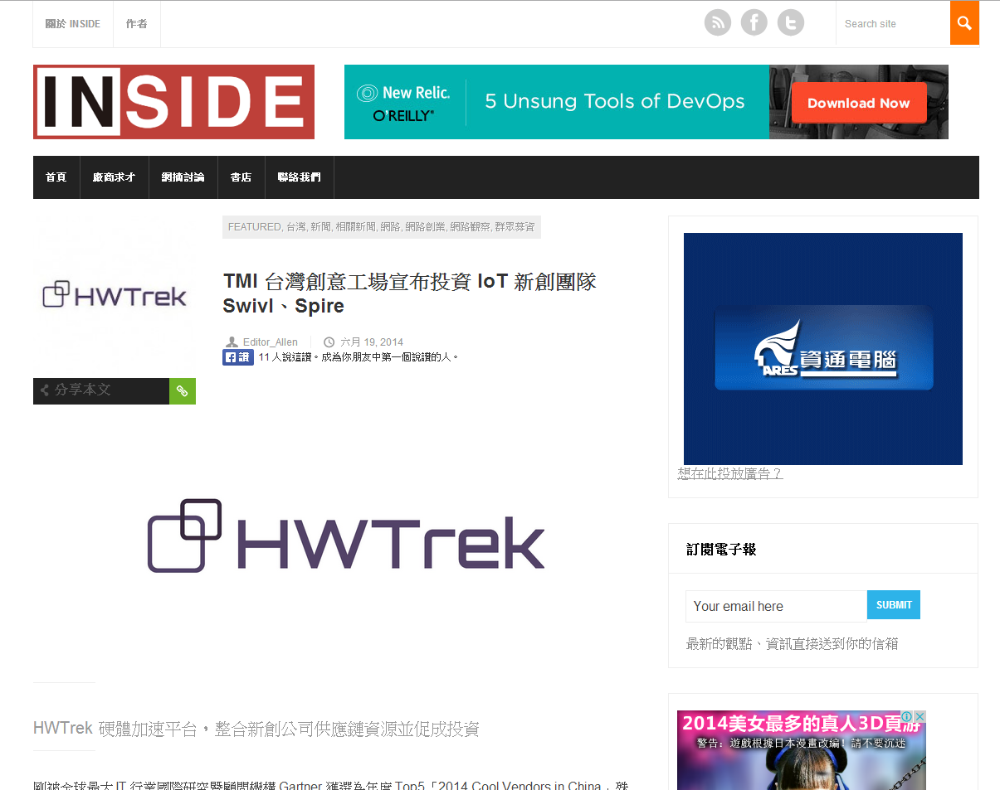 關於 INSIDE
作者
Search site
INSIDE
New Relic.
O'REILLY
5 Unsung Tools of DevOps
Download Now
首頁
廠商求才
網摘討論
書店
聯絡我們
HWTrek
分享本文
FEATURED, 台灣, 新聞, 相關新聞, 網路, 網路創業, 網路觀察, 群眾募資
TMI 台灣創意工場宣布投資 IoT 新創團隊
Swivl、Spire
Editor_Allen
六月 19, 2014
讚
11 人說這讚。成為你朋友中第一個說讚的人。
HWTrek
HWTrek 硬體加速平台，整合新創公司供應鏈資源並促成投資
剛被全球最大 IT 行業國際研究暨顧問機構 Gartner 獲選為年度 Top5「2014 Cool Vendors in China」殊
ARES
資通電腦
想在此投放廣告？
訂閱電子報
Your email here
SUBMIT
最新的觀點、資訊直接送到你的信箱
2014美女最多的真人3D頁游
警告：遊戲根據日本漫畫改編！請不要沉迷